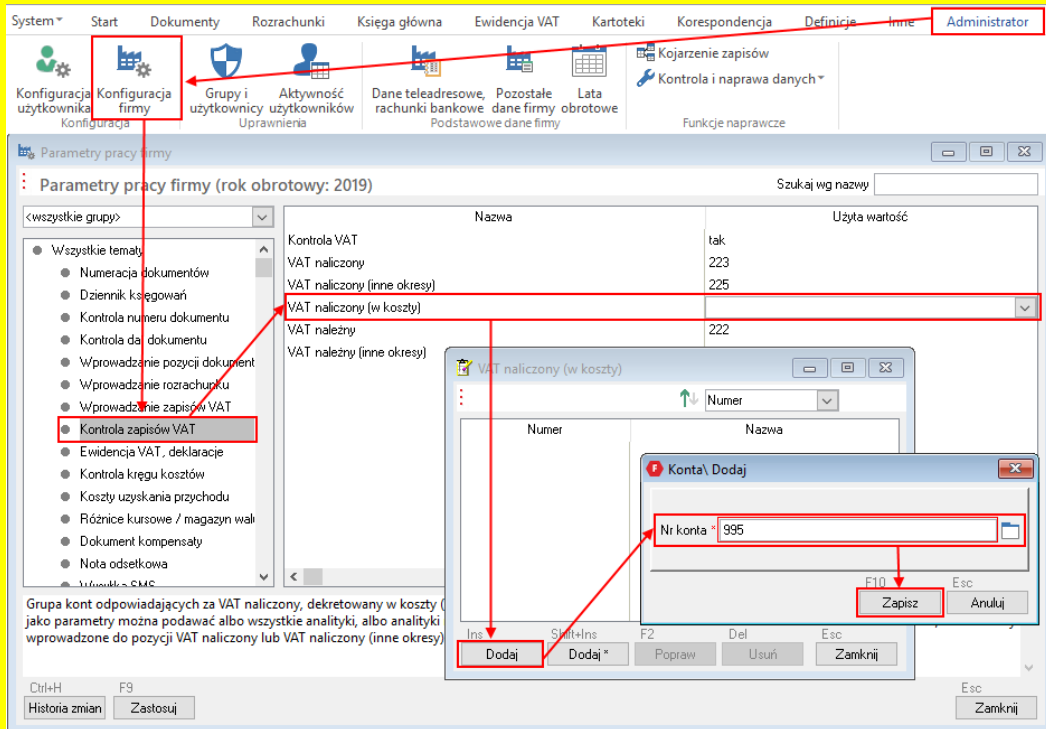 System Start Dokumenty Rozrachunki Księga główna Ewidencja VAT Kartoteki Korespondencja Definicje Inne Administrator
Konfiguracja użytkownika
Konfiguracja firmy
Grupy i użytkownicy
Aktywność użytkowników
Dane teleadresowe, rachunki bankowe
Pozostałe dane firmy
Lata obrotowe
Kojarzenie zapisów
Kontrola i naprawa danych
Konfiguracja Uprawnienia Podstawowe dane firmy Funkcje naprawcze
Parametry pracy firmy
Parametry pracy firmy (rok obrotowy: 2019)
Szukaj wg nazwy
<wszystkie grupy>
Wszystkie tematy
Numeracja dokumentów
Dziennik księgowań
Kontrola numeru dokumentu
Kontrola dat dokumentu
Wprowadzanie pozycji dokument
Wprowadzanie rozrachunku
Wprowadzanie zapisów VAT
Kontrola zapisów VAT
Ewidencja VAT, deklaracje
Kontrola kręgu kosztów
Koszty uzyskania przychodu
Różnice kursowe / magazyn walu
Dokument kompensaty
Nota odsetkowa
Wysyłka SMS
Nazwa Użyta wartość
Kontrola VAT tak
VAT naliczony 223
VAT naliczony (inne okresy) 225
VAT naliczony (w koszty)
VAT należny 222
VAT należny (inne okresy)
VAT naliczony (w koszty)
Numer
Numer Nazwa
Konta\ Dodaj
Nr konta * 995
F10 Esc
Zapisz Anuluj
Ins Shift+Ins F2 Del Esc
Dodaj Dodaj * Popraw Usuń Zamknij
Grupa kont odpowiadających za VAT naliczony, dekretowany w koszty (
jako parametry można podawać albo wszystkie analityki, albo analityki
wprowadzone do pozycji VAT naliczony lub VAT naliczony (inne okresy)
Ctrl+H F9 Esc
Historia zmian Zastosuj Zamknij